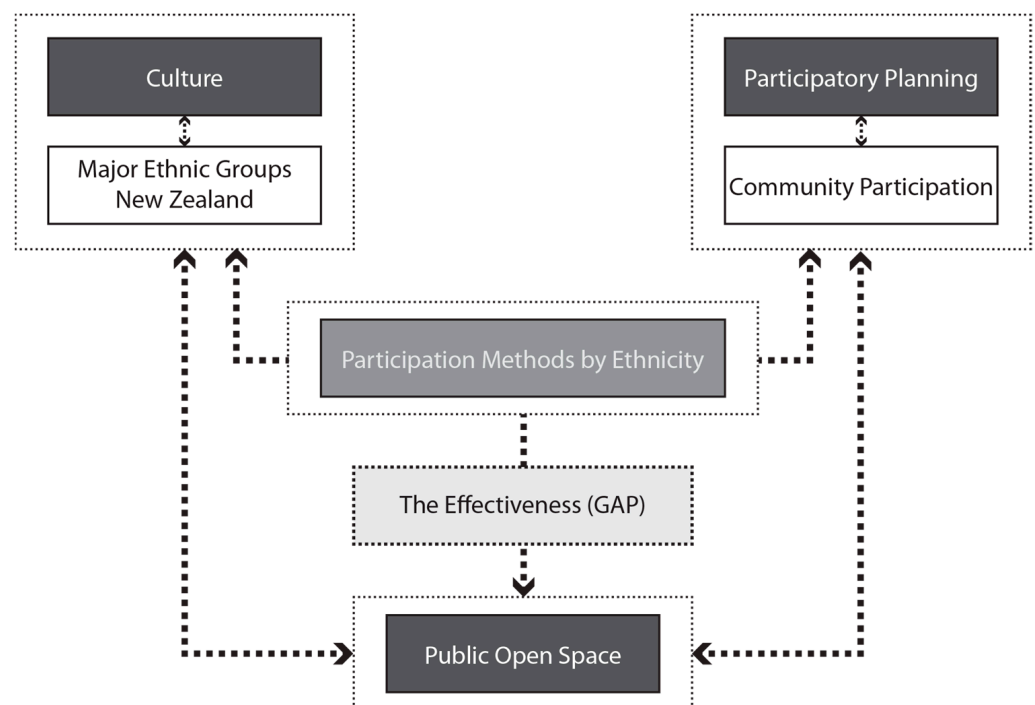 Culture
Major Ethnic Groups
New Zealand
Participatory Planning
Community Participation
Participation Methods by Ethnicity
The Effectiveness (GAP)
Public Open Space